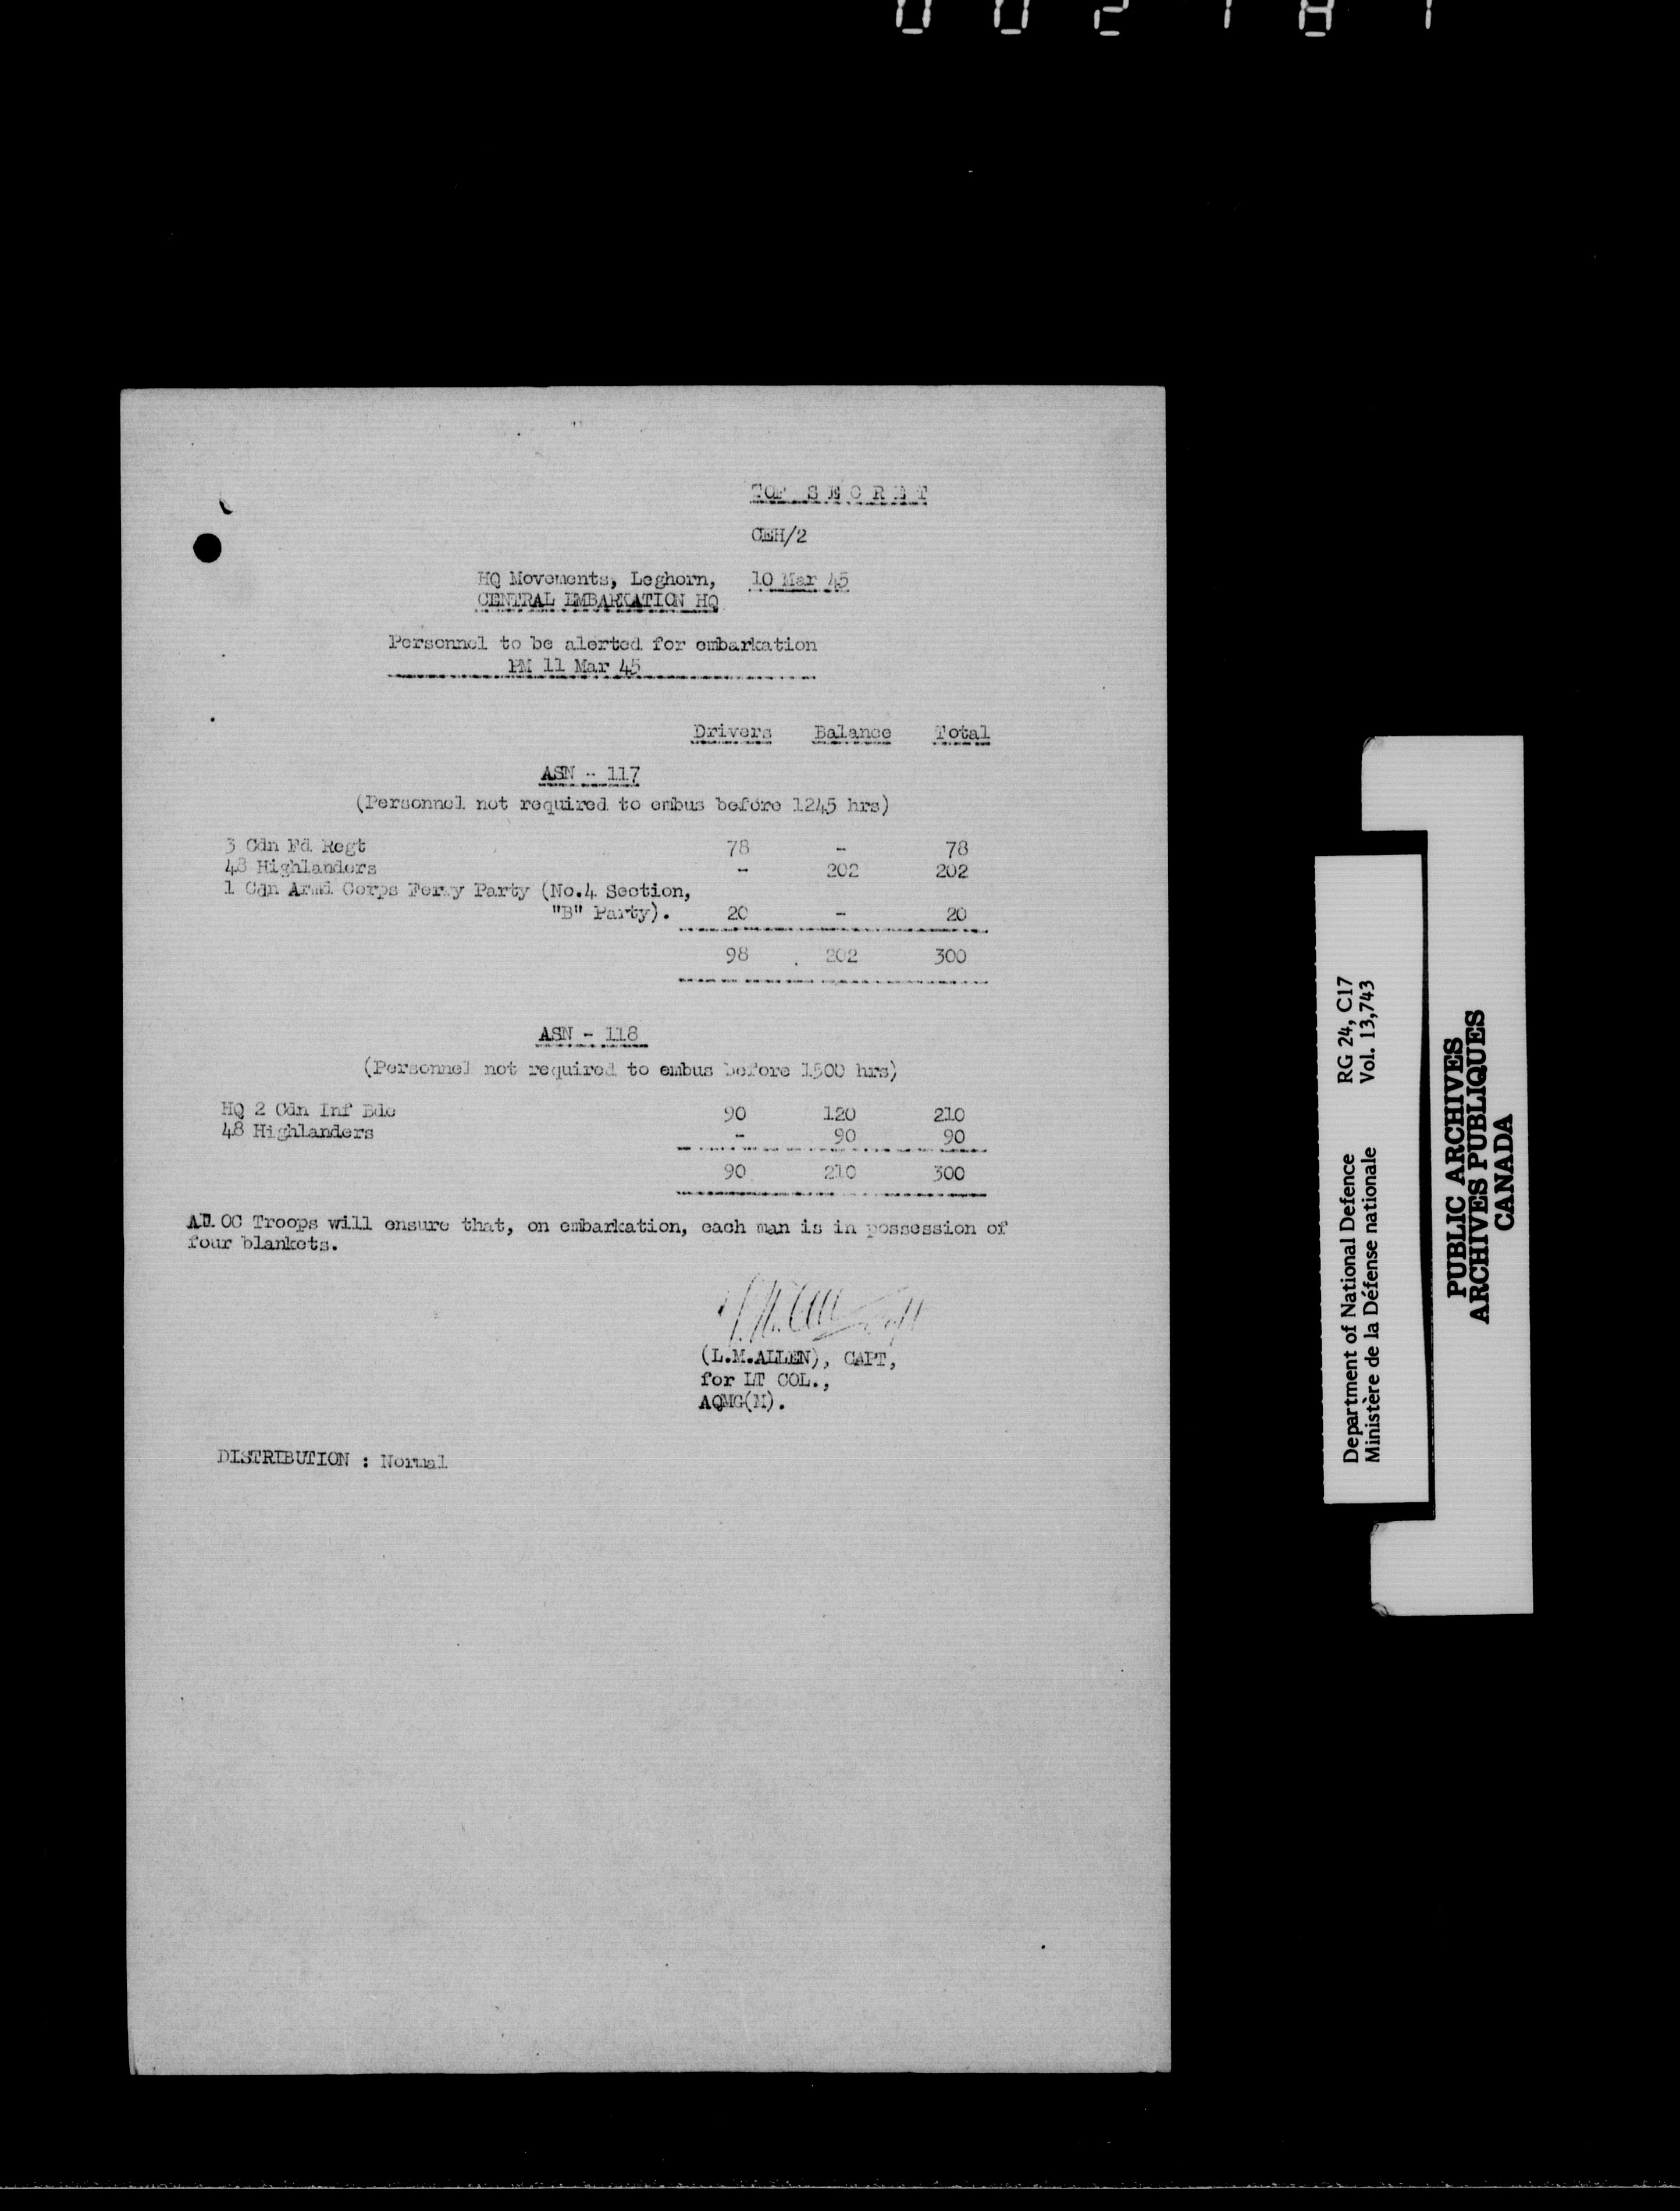 TOP SECRET
CEH/2
HQ Movements, Leghorn, 10 Mar 45
CENTRAL EMBARKATION HQ
Personnel to be alerted for embarkation
PM 11 Mar 45
Drivers Balance Total
ASN - 117
(Personnel not required to embus before 1245 hrs)
3 Cdn Fd Regt 78 - 78
48 Highlanders - 202 202
1 Cdn Armd Corps Ferry Party (No.4 Section,
"B" Party). 20 - 20
98 202 300
ASN - 118
(Personnel not required to embus before 1500 hrs)
HQ 2 Cdn Inf Bde 90 120 210
48 Highlanders - 90 90
90 210 300
All OC Troops will ensure that, on embarkation, each man is in possession of
four blankets.
(L.M.ALLEN), CAPT,
for LT COL.,
AQMG(M).
DISTRIBUTION : Normal
Department of National Defence RG 24, C17
Ministère de la Défense nationale Vol. 13,743
PUBLIC ARCHIVES
ARCHIVES PUBLIQUES
CANADA